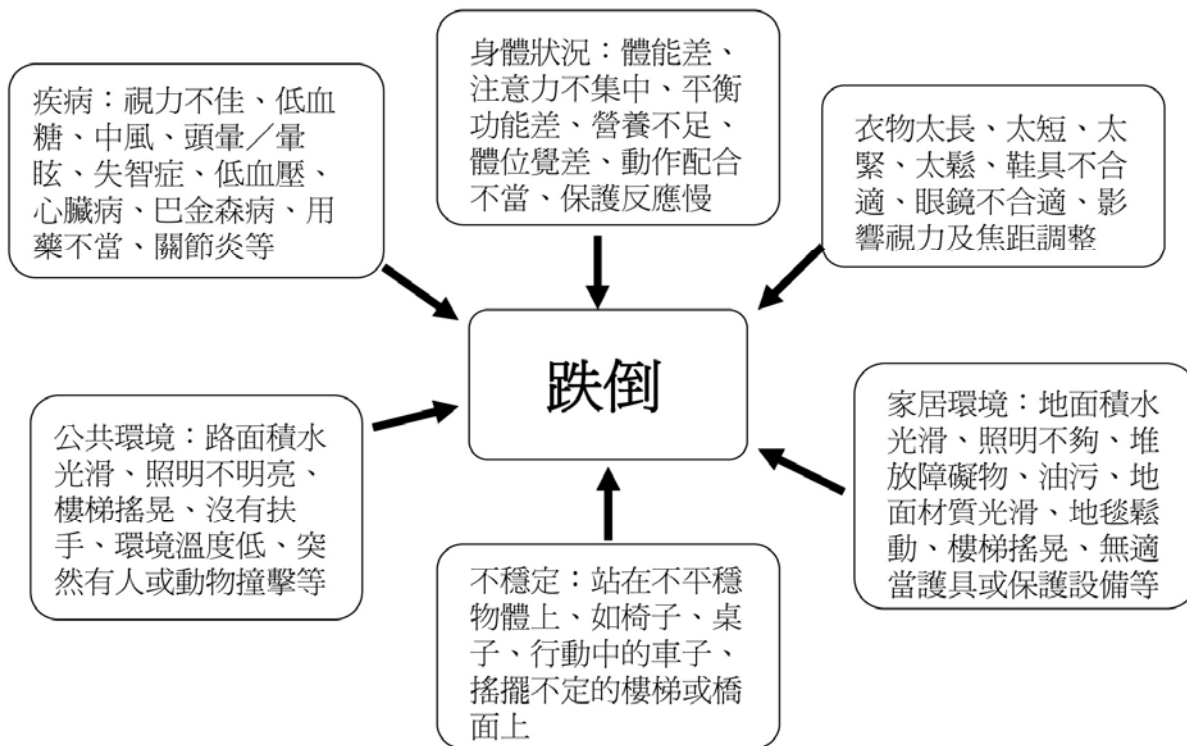 身體狀況：體能差、
注意力不集中、平衡
功能差、營養不足、
體位覺差、動作配合
不當、保護反應慢
疾病：視力不佳、低血
糖、中風、頭暈／暈
眩、失智症、低血壓、
心臟病、巴金森病、用
藥不當、關節炎等
衣物太長、太短、太
緊、太鬆、鞋具不合
適、眼鏡不合適、影
響視力及焦距調整
跌倒
公共環境：路面積水
光滑、照明不明亮、
樓梯搖晃、沒有扶
手、環境溫度低、突
然有人或動物撞擊等
家居環境：地面積水
光滑、照明不夠、堆
放障礙物、油污、地
面材質光滑、地毯鬆
動、樓梯搖晃、無適
當護具或保護設備等
不穩定：站在不平穩
物體上、如椅子、桌
子、行動中的車子、
搖擺不定的樓梯或橋
面上